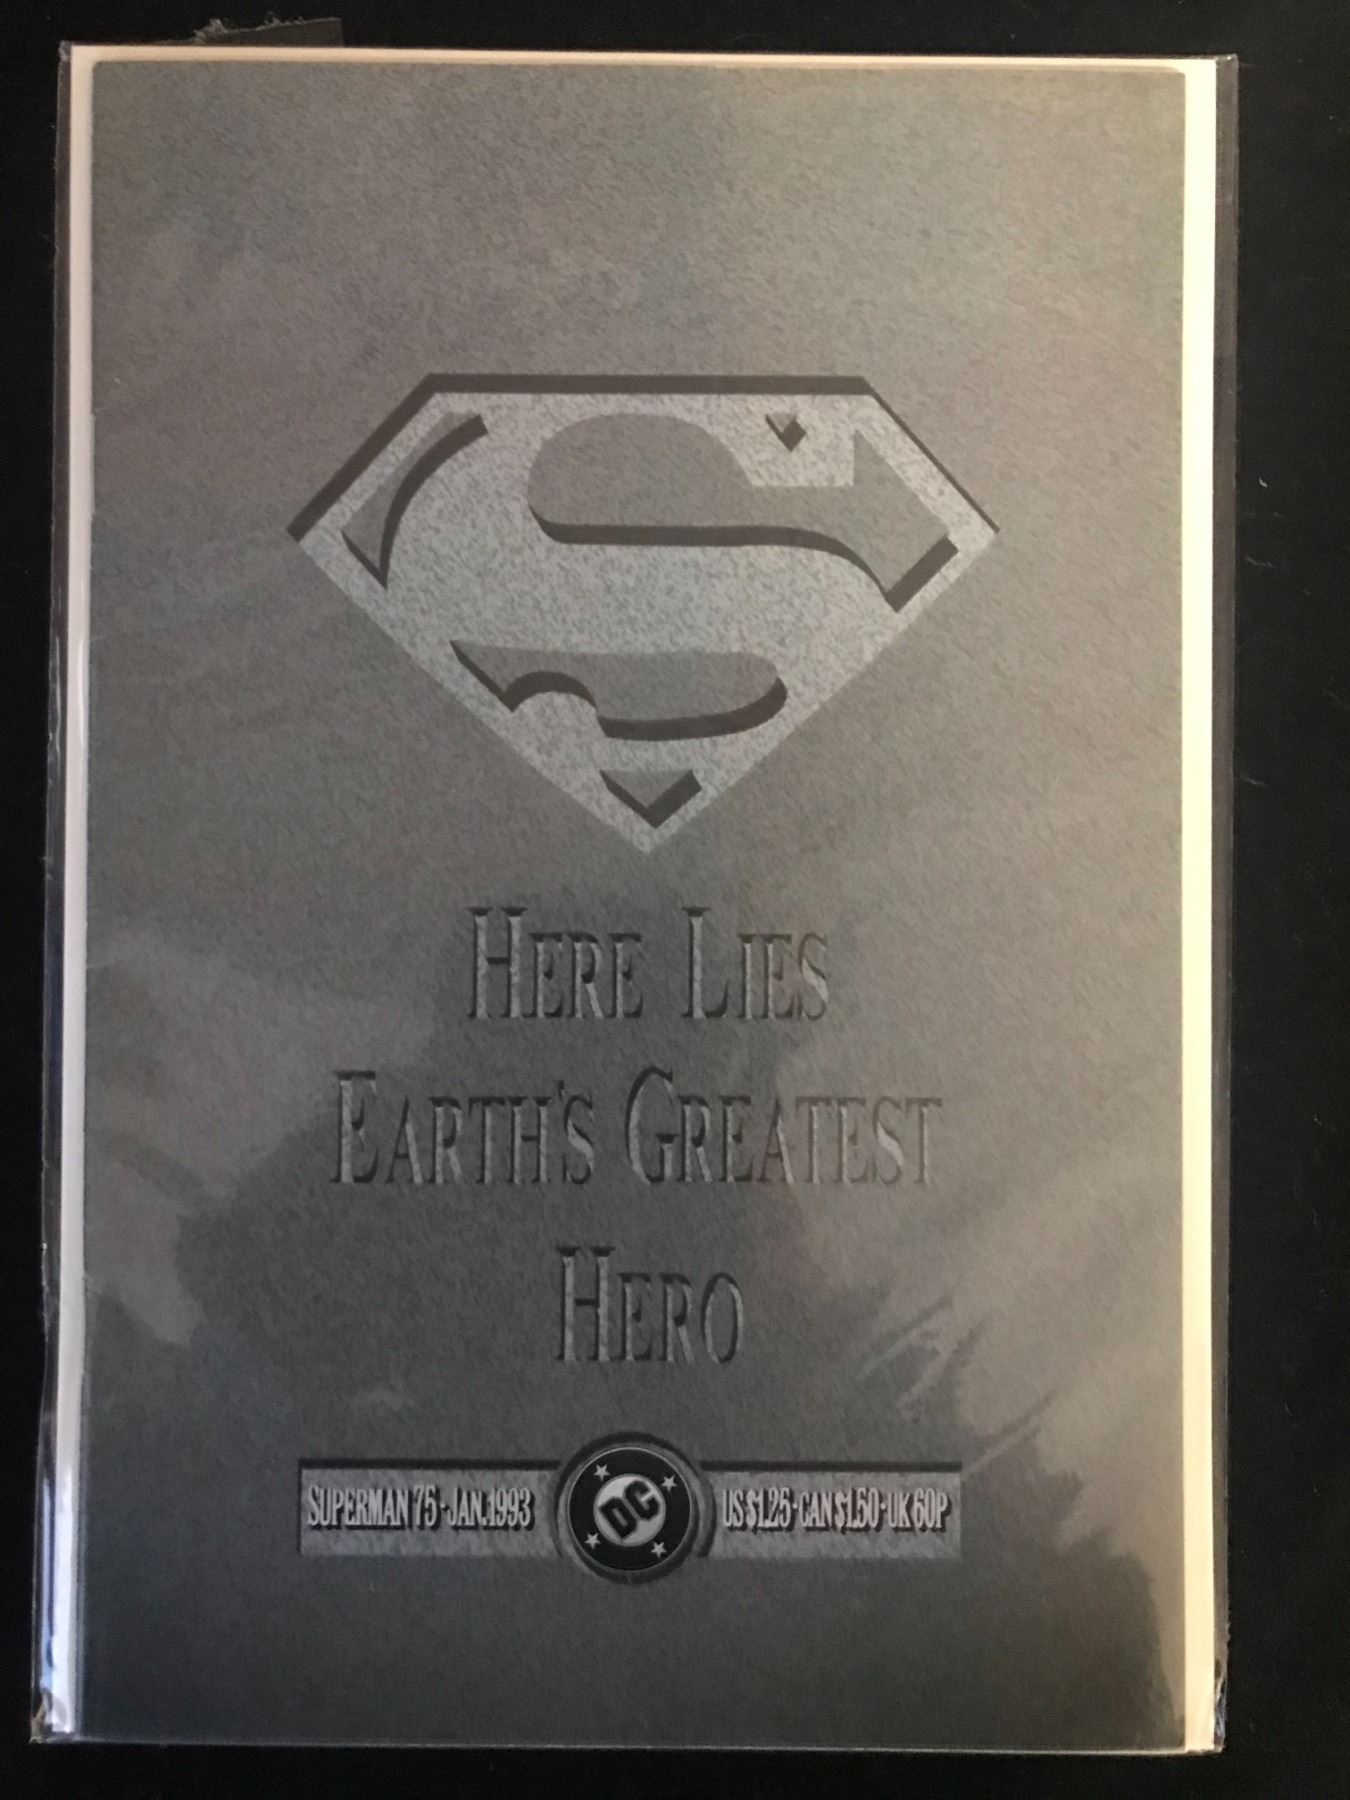 HERE LIES
EARTH'S GREATEST
HERO
SUPERMAN 75·JAN.1993
DC
US $1.25·CAN $1.50·UK 60P